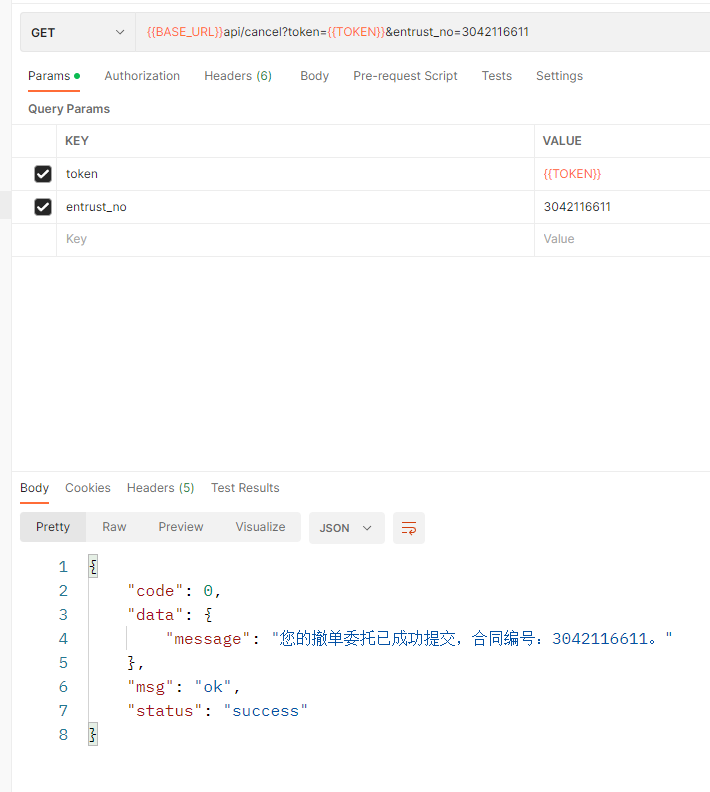 GET {{BASE_URL}}api/cancel?token={{TOKEN}}&entrust_no=3042116611
Params Authorization Headers (6) Body Pre-request Script Tests Settings
Query Params
KEY VALUE
token {{TOKEN}}
entrust_no 3042116611
Key Value
Body Cookies Headers (5) Test Results
Pretty Raw Preview Visualize JSON
1 {
2 "code": 0,
3 "data": {
4 "message": "您的撤单委托已成功提交，合同编号：3042116611。"
5 },
6 "msg": "ok",
7 "status": "success"
8 }